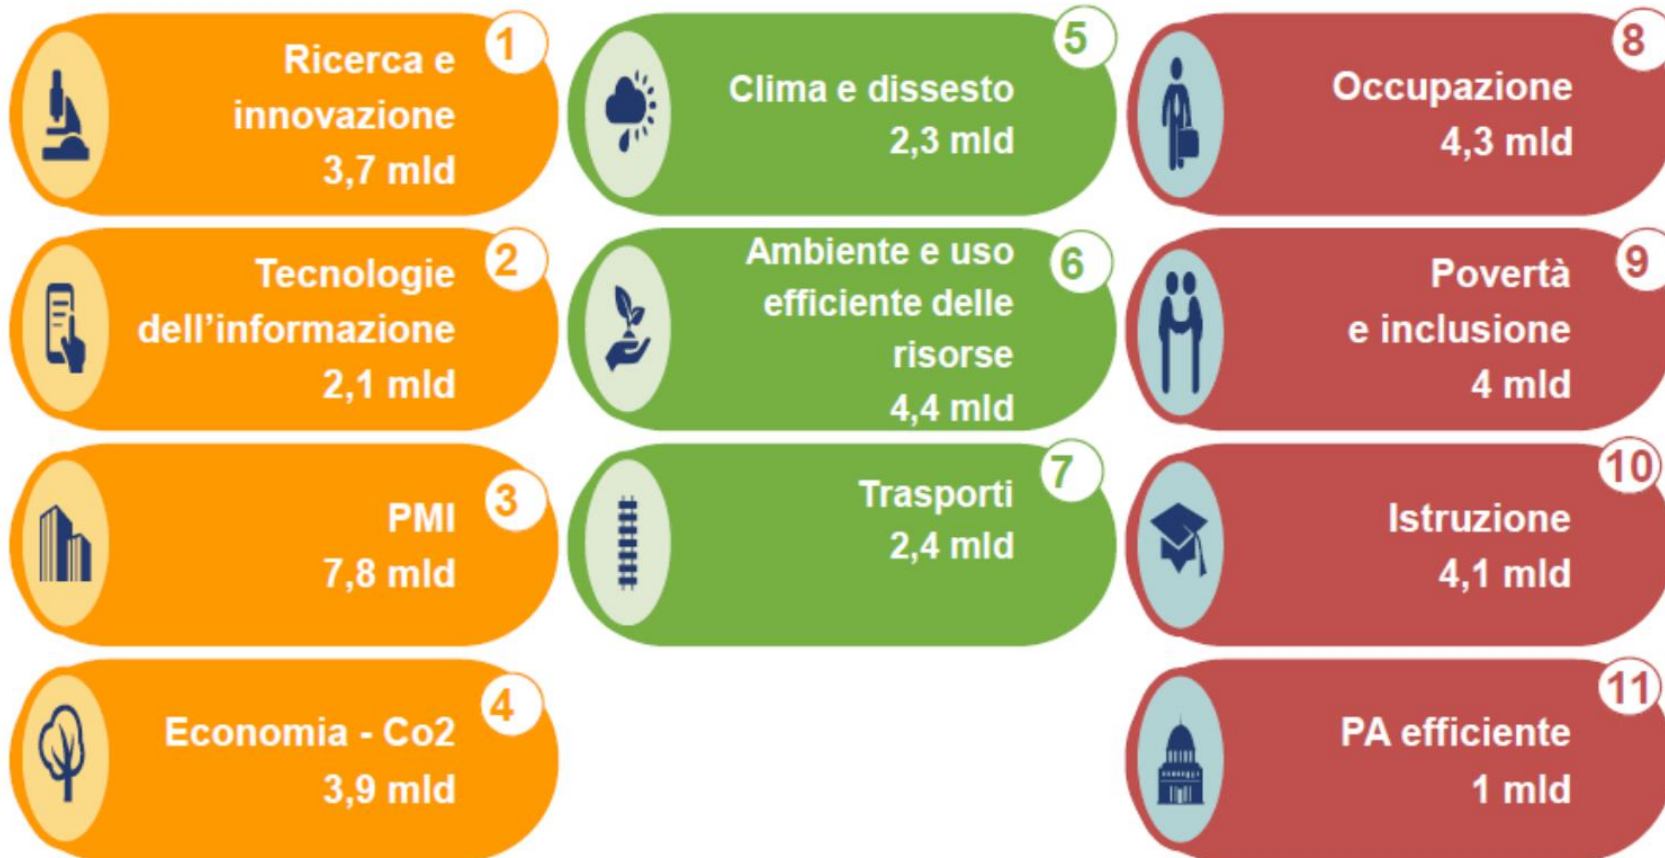 1
Ricerca e
innovazione
3,7 mld
2
Tecnologie
dell'informazione
2,1 mld
3
PMI
7,8 mld
4
Economia - Co2
3,9 mld
5
Clima e dissesto
2,3 mld
6
Ambiente e uso
efficiente delle
risorse
4,4 mld
7
Trasporti
2,4 mld
8
Occupazione
4,3 mld
9
Povertà
e inclusione
4 mld
10
Istruzione
4,1 mld
11
PA efficiente
1 mld